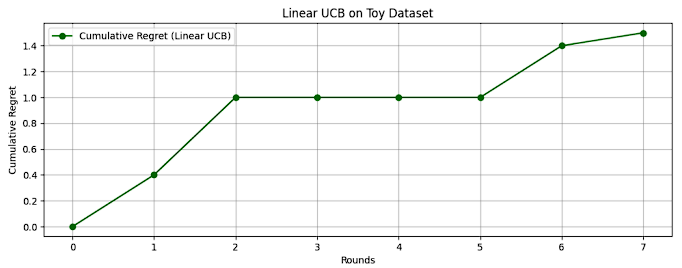 Linear UCB on Toy Dataset
Cumulative Regret (Linear UCB)
Cumulative Regret
1.4
1.2
1.0
0.8
0.6
0.4
0.2
0.0
0 1 2 3 4 5 6 7
Rounds